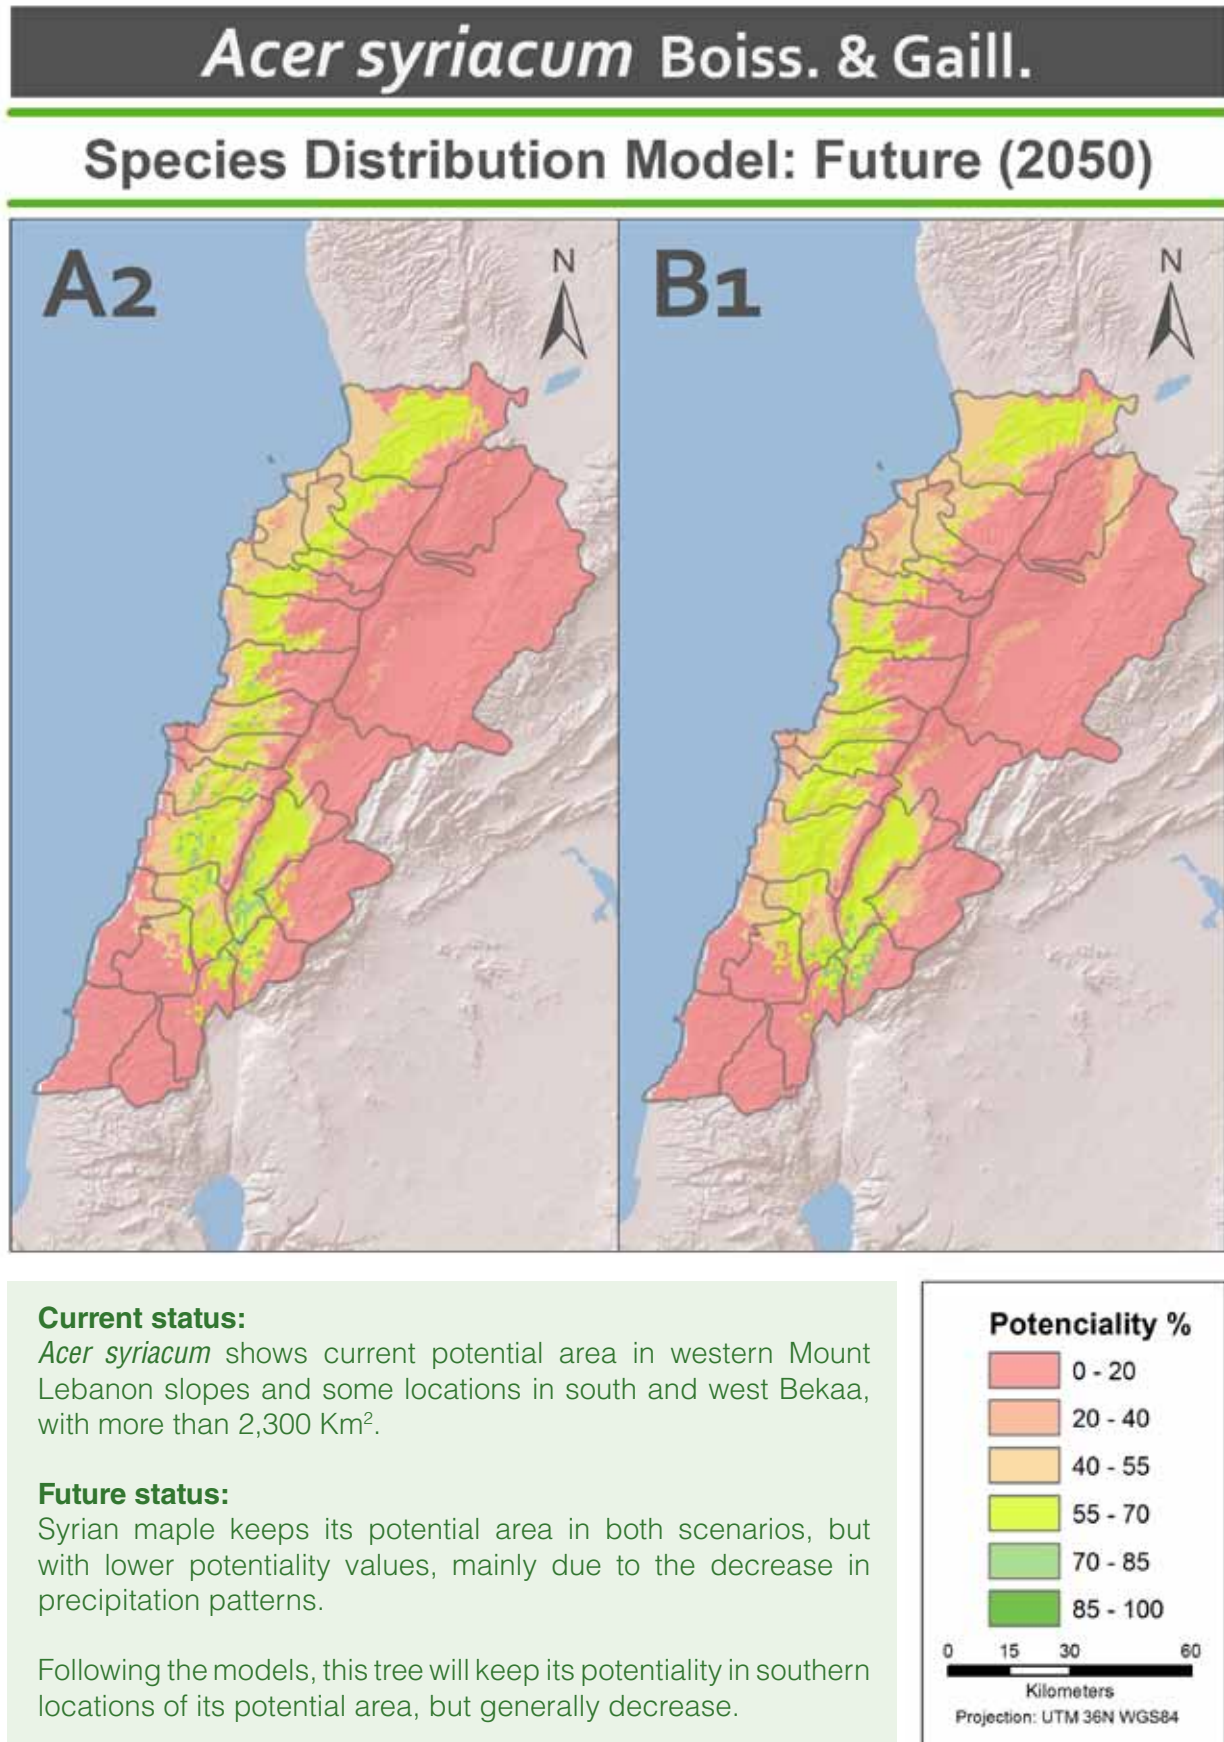 Acer syriacum Boiss. & Gaill.
Species Distribution Model: Future (2050)
A2
N
B1
N
Current status:
Acer syriacum shows current potential area in western Mount
Lebanon slopes and some locations in south and west Bekaa,
with more than 2,300 Km².
Future status:
Syrian maple keeps its potential area in both scenarios, but
with lower potentiality values, mainly due to the decrease in
precipitation patterns.
Following the models, this tree will keep its potentiality in southern
locations of its potential area, but generally decrease.
Potenciality %
0 - 20
20 - 40
40 - 55
55 - 70
70 - 85
85 - 100
0 15 30 60
Kilometers
Projection: UTM 36N WGS84